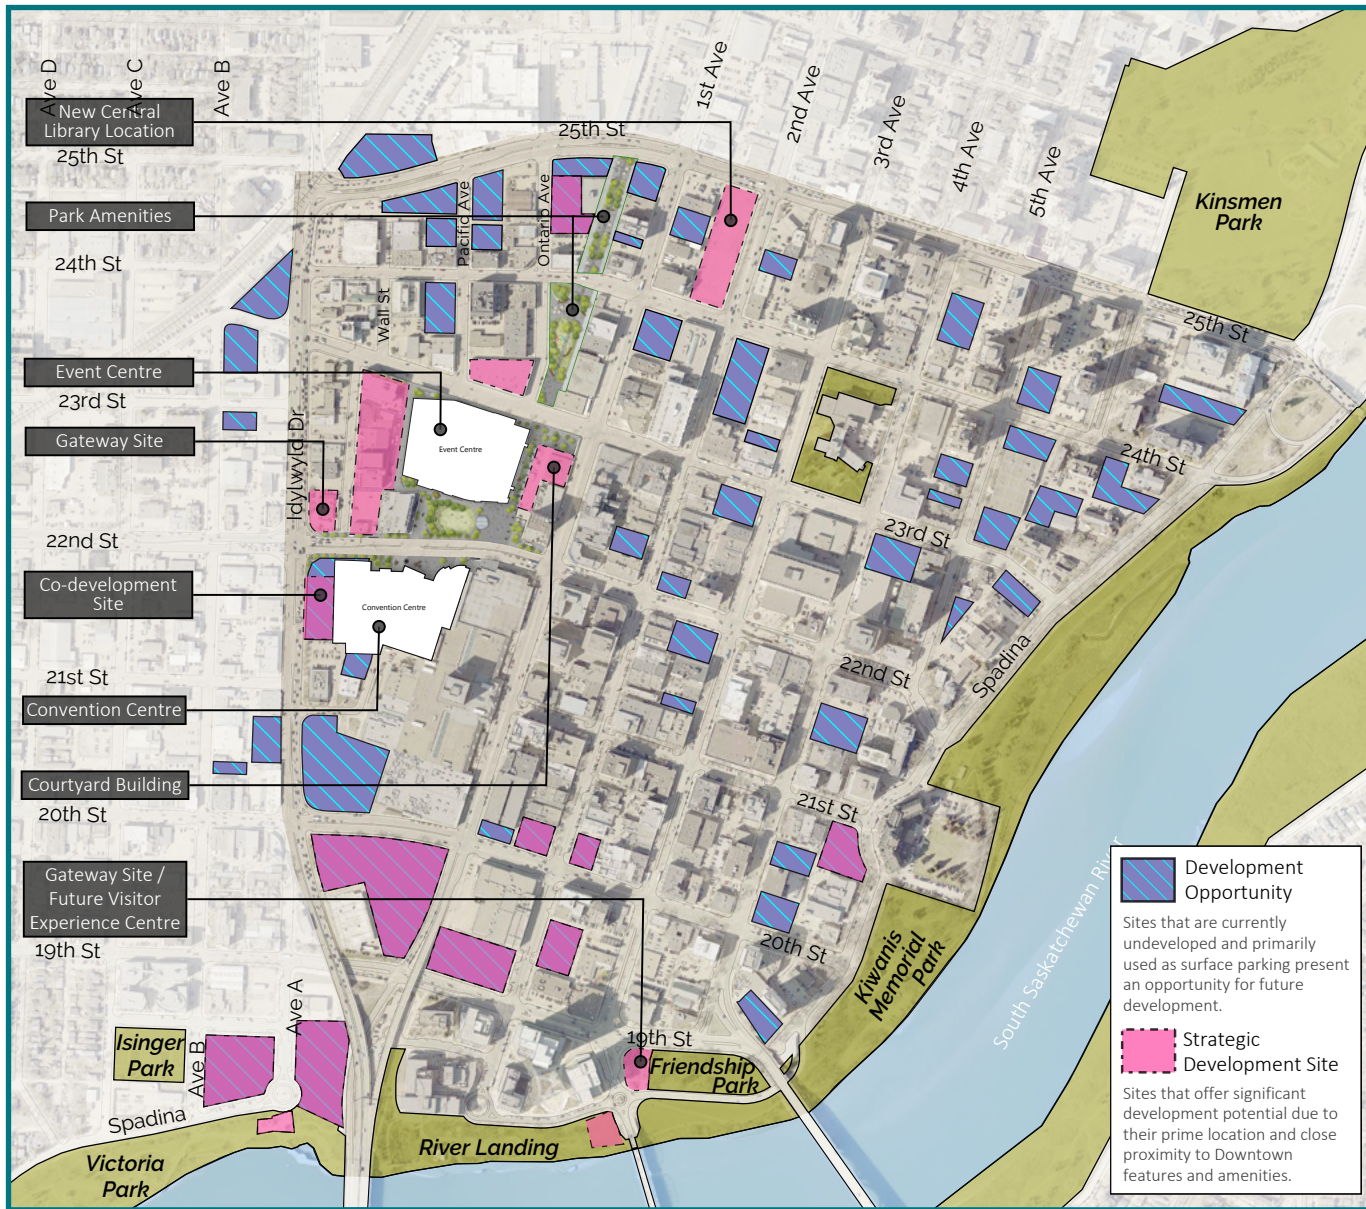 Ave D
Ave C
Ave B
1st Ave
2nd Ave
3rd Ave
4th Ave
5th Ave
New Central
Library Location
25th St
25th St
Park Amenities
Pacific Ave
Ontario Ave
Kinsmen
Park
24th St
Wall St
25th St
Event Centre
23rd St
Gateway Site
Idylwyld Dr
Event Centre
24th St
22nd St
23rd St
Co-development
Site
Convention Centre
21st St
22nd St
Spadina
Convention Centre
Courtyard Building
20th St
21st St
Gateway Site /
Future Visitor
Experience Centre
19th St
20th St
Kiwanis
Memorial
Park
South Saskatchewan River
Ave A
Isinger
Park
Ave B
19th St
Friendship
Park
Spadina
River Landing
Victoria
Park
Development
Opportunity
Sites that are currently
undeveloped and primarily
used as surface parking present
an opportunity for future
development.
Strategic
Development Site
Sites that offer significant
development potential due to
their prime location and close
proximity to Downtown
features and amenities.